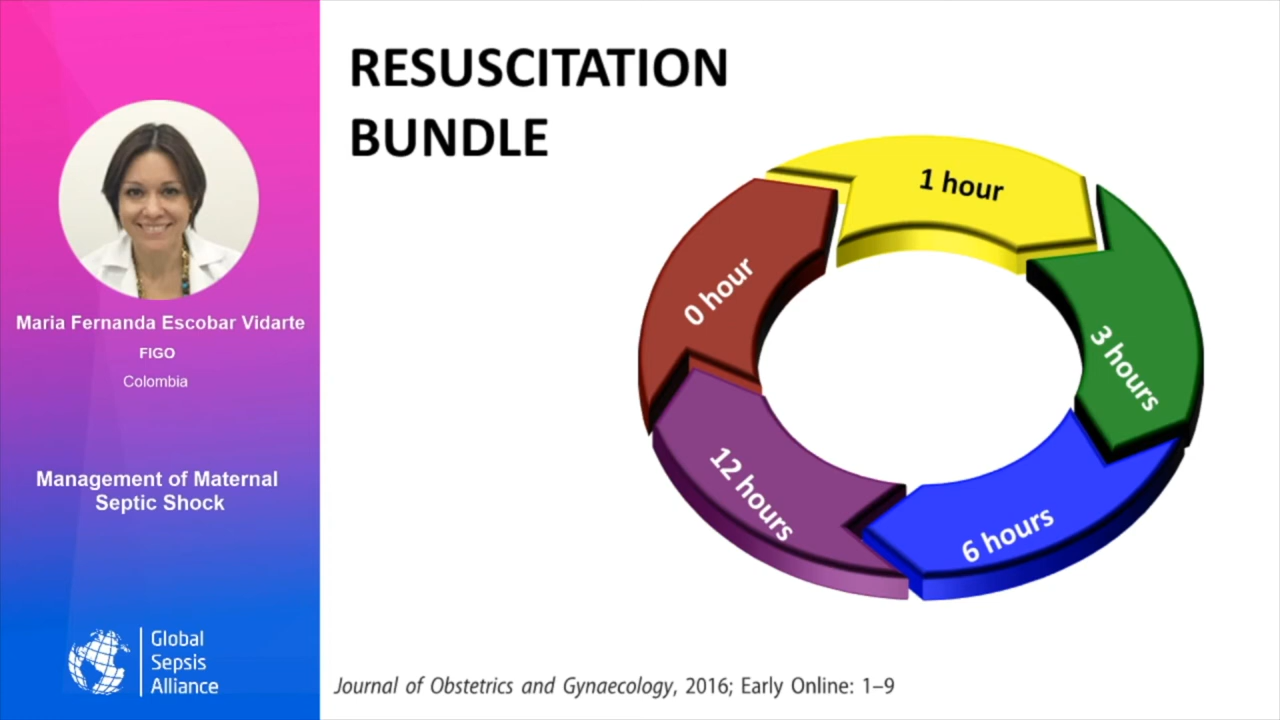 RESUSCITATION
BUNDLE
0 hour
1 hour
3 hours
6 hours
12 hours
Maria Fernanda Escobar Vidarte
FIGO
Colombia
Management of Maternal
Septic Shock
Global
Sepsis
Alliance
Journal of Obstetrics and Gynaecology, 2016; Early Online: 1–9